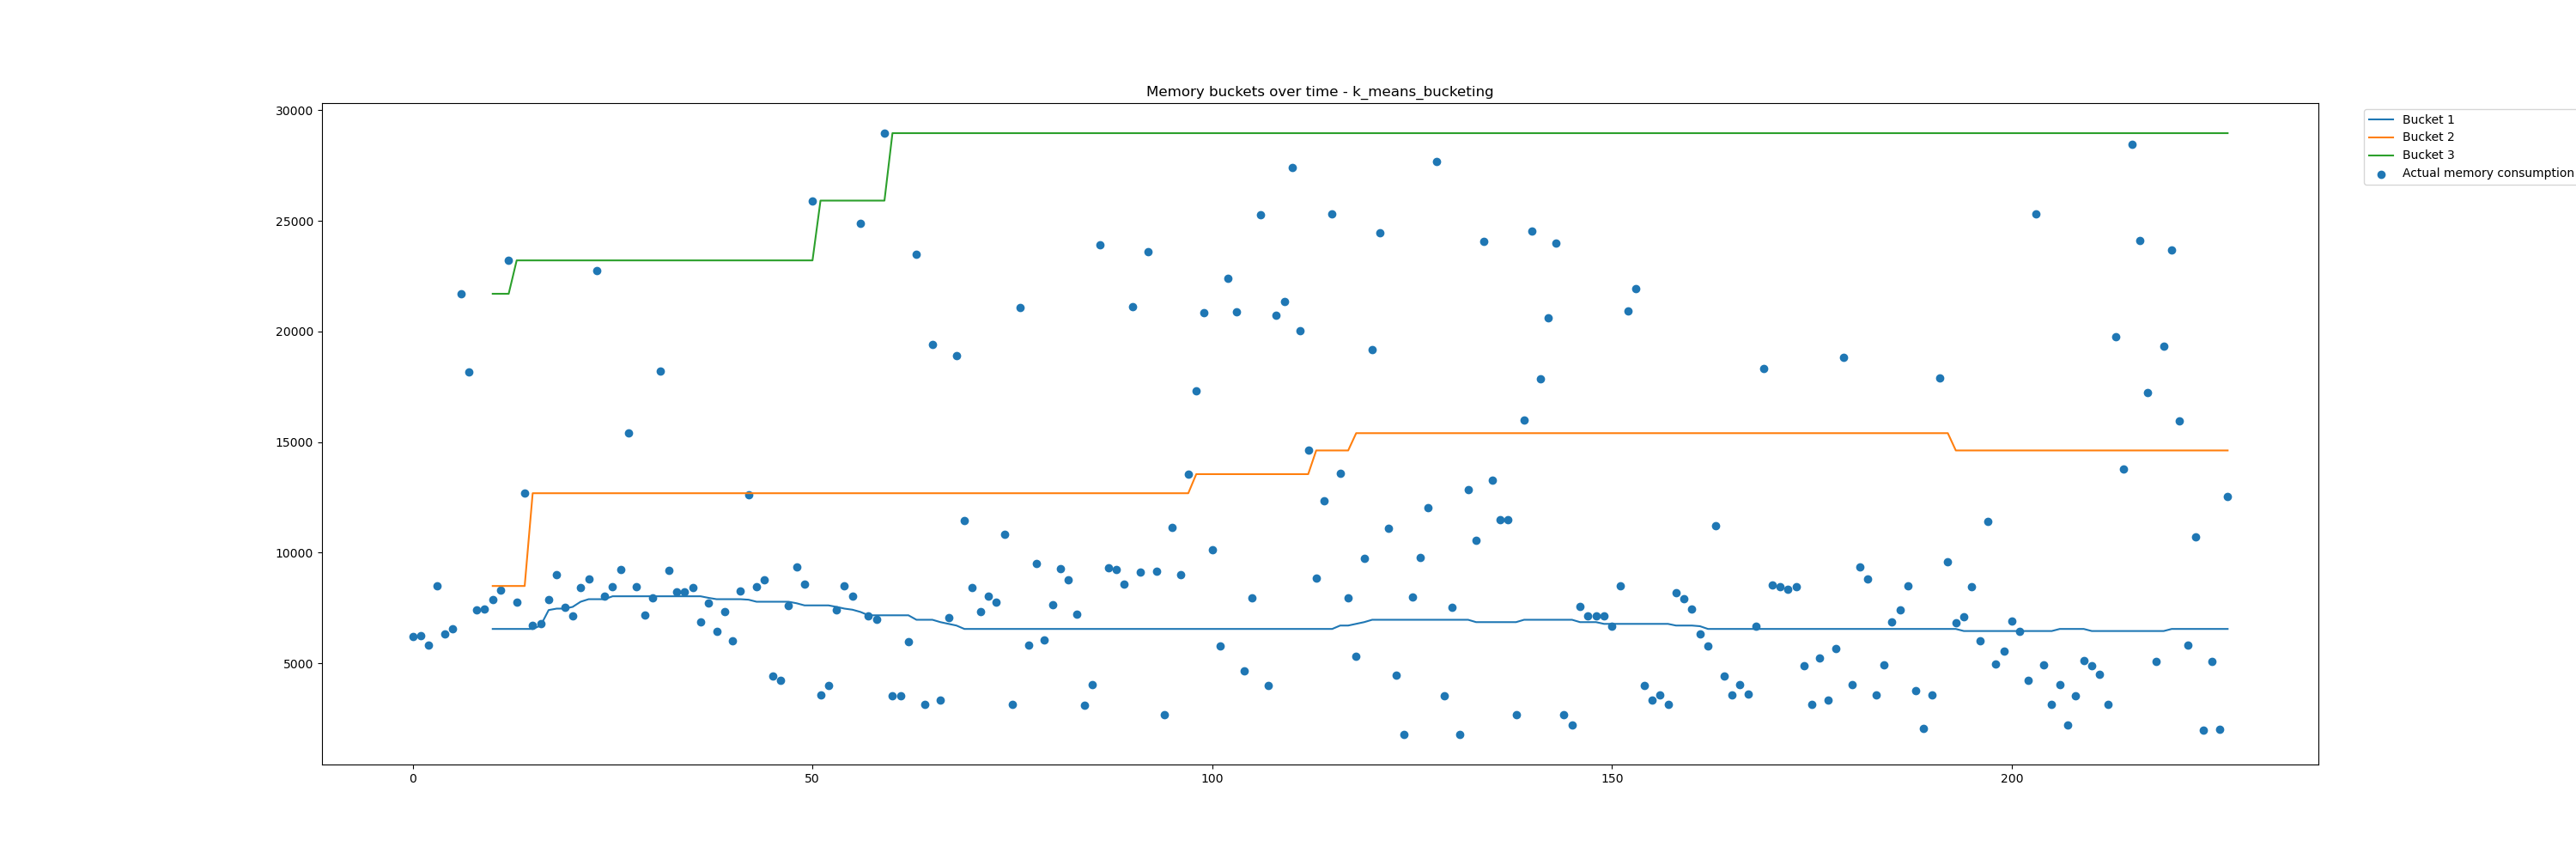 Memory buckets over time - k_means_bucketing
30000
25000
20000
15000
10000
5000
0 50 100 150 200
Bucket 1
Bucket 2
Bucket 3
Actual memory consumption